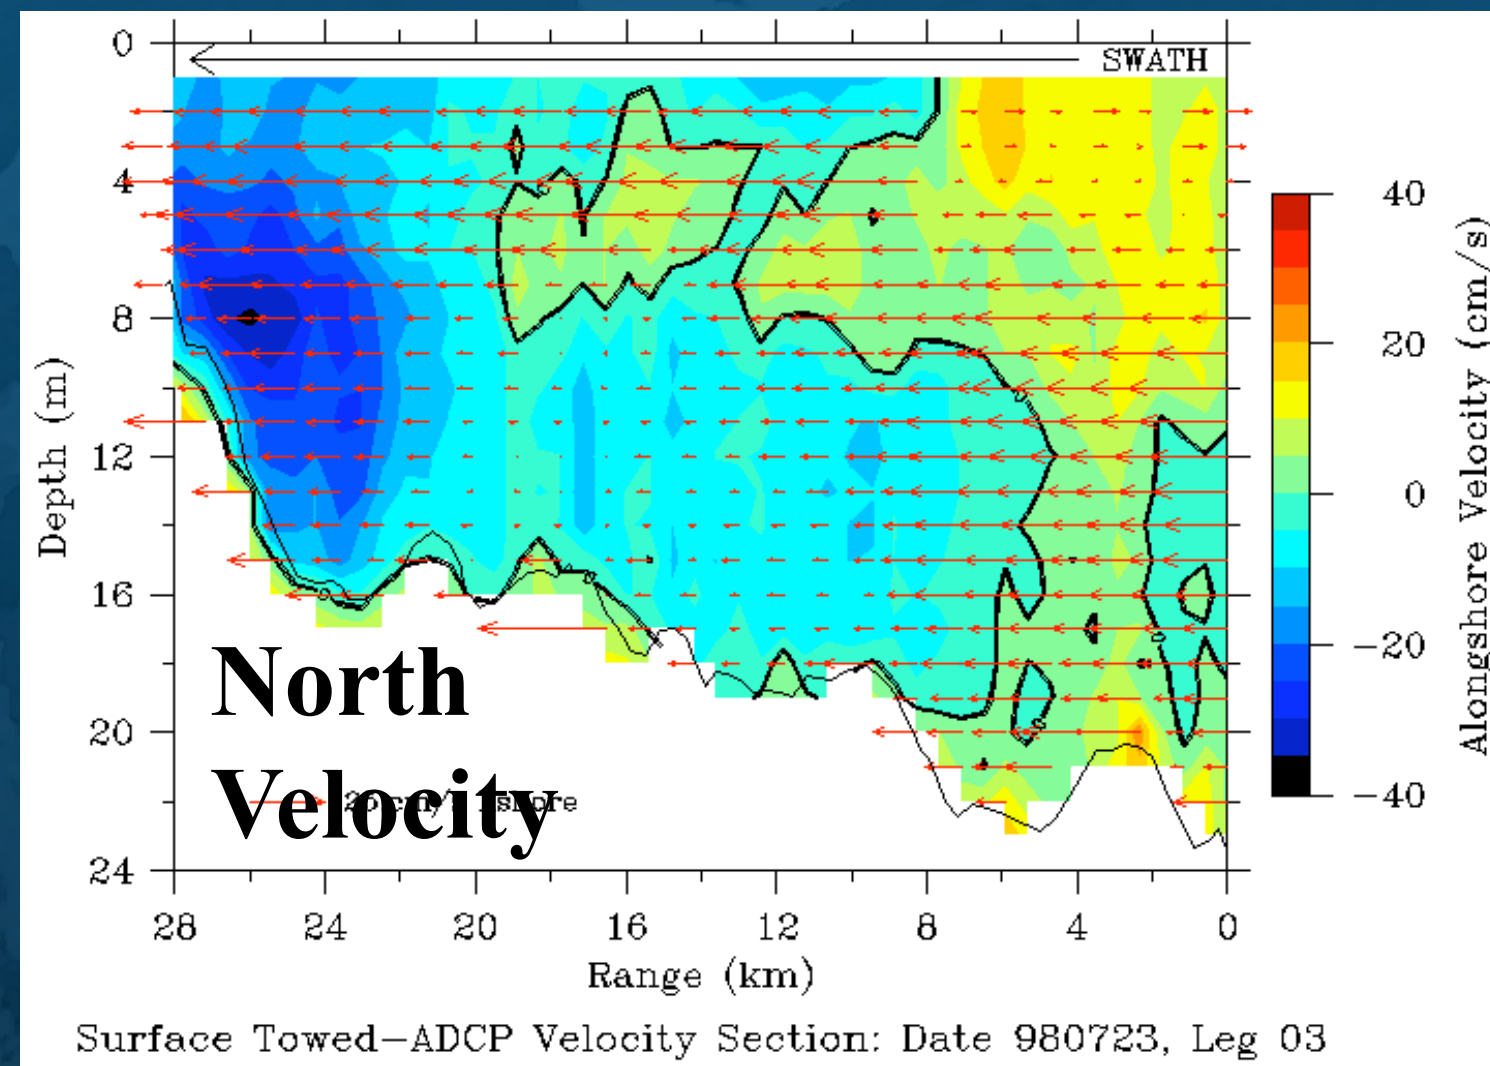 SWATH
0
4
8
12
16
20
24
Depth (m)
North
Velocity
28 24 20 16 12 8 4 0
Range (km)
40
20
0
−20
−40
Alongshore Velocity (cm/s)
Surface Towed−ADCP Velocity Section: Date 980723, Leg 03